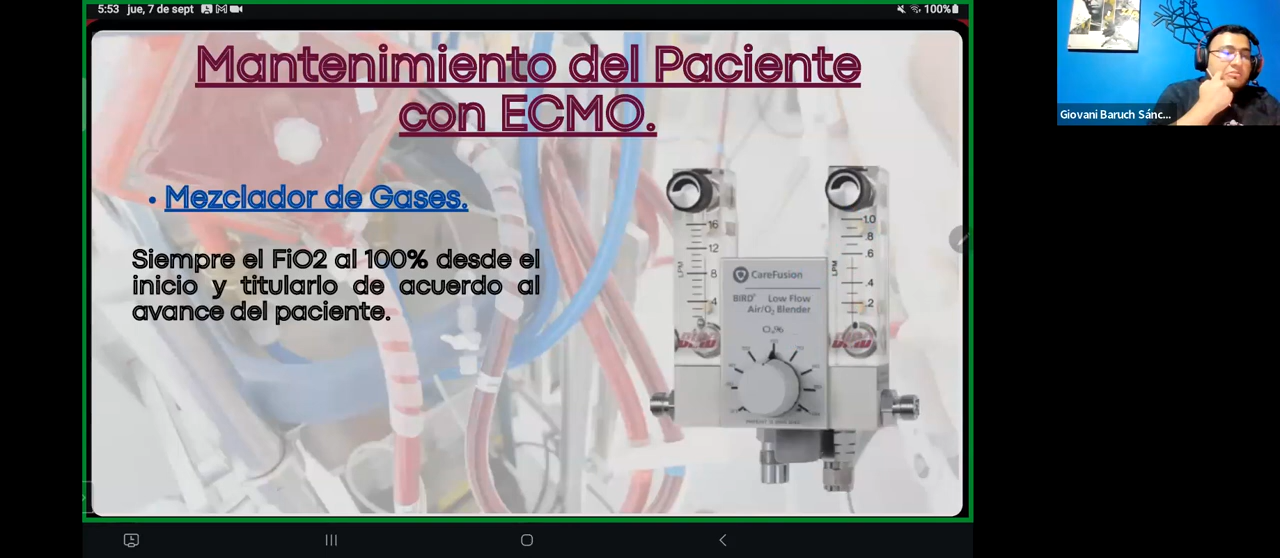 5:53 jue, 7 de sept
100%
Mantenimiento del Paciente
con ECMO.
• Mezclador de Gases.
Siempre el FiO2 al 100% desde el
inicio y titularlo de acuerdo al
avance del paciente.
16
12
8
4
LPM
1.0
.8
.6
.4
.2
LPM
CareFusion
BIRD® Low Flow
Air/O₂ Blender
O₂%
Giovani Baruch Sánc...